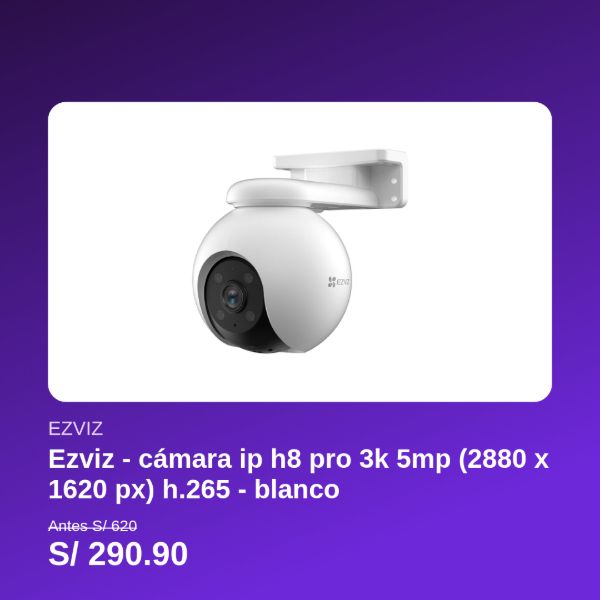 EZVIZ
EZVIZ
Ezviz - cámara ip h8 pro 3k 5mp (2880 x
1620 px) h.265 - blanco
Antes S/ 620
S/ 290.90